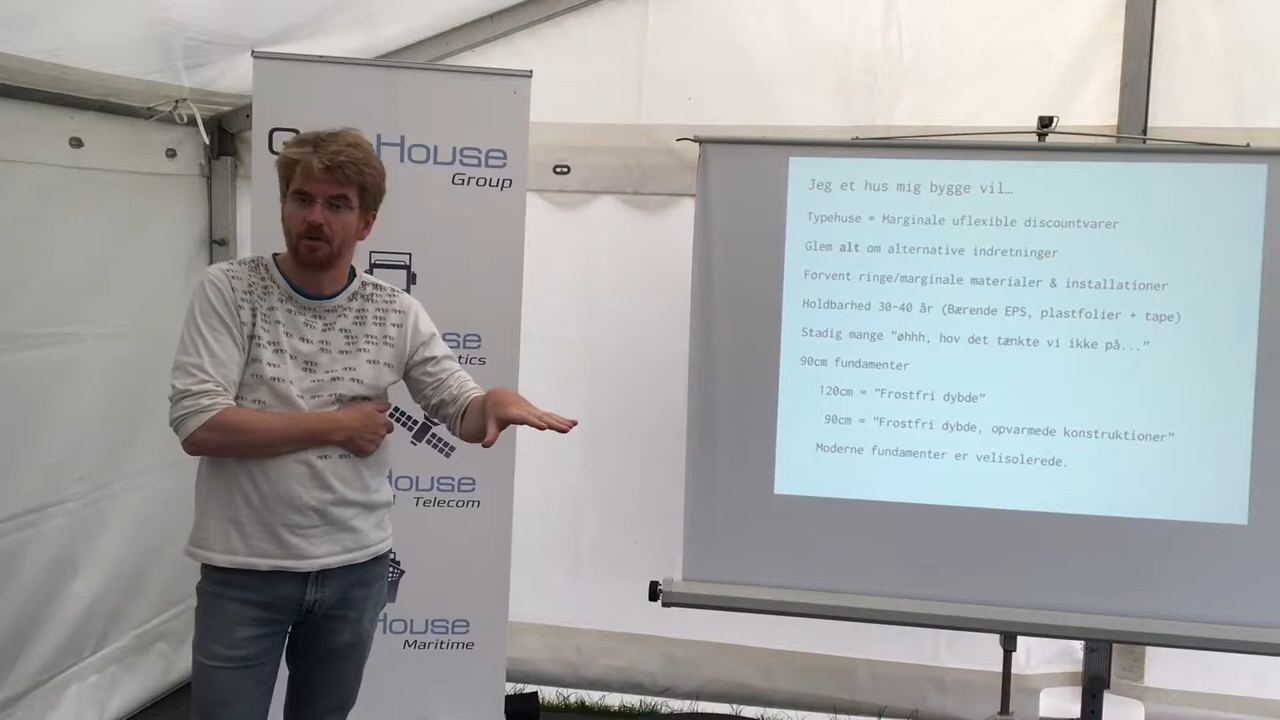 House
Group
House
tics
House
Telecom
House
Maritime
Jeg et hus mig bygge vil…
Typehuse = Marginale uflexible discountvarer
Glem alt om alternative indretninger
Forvent ringe/marginale materialer & installationer
Holdbarhed 30-40 år (Bærende EPS, plastfolier + tape)
Stadig mange "øhhh, hov det tænkte vi ikke på..."
90cm fundamenter
120cm = "Frostfri dybde"
90cm = "Frostfri dybde, opvarmede konstruktioner"
Moderne fundamenter er velisolerede.